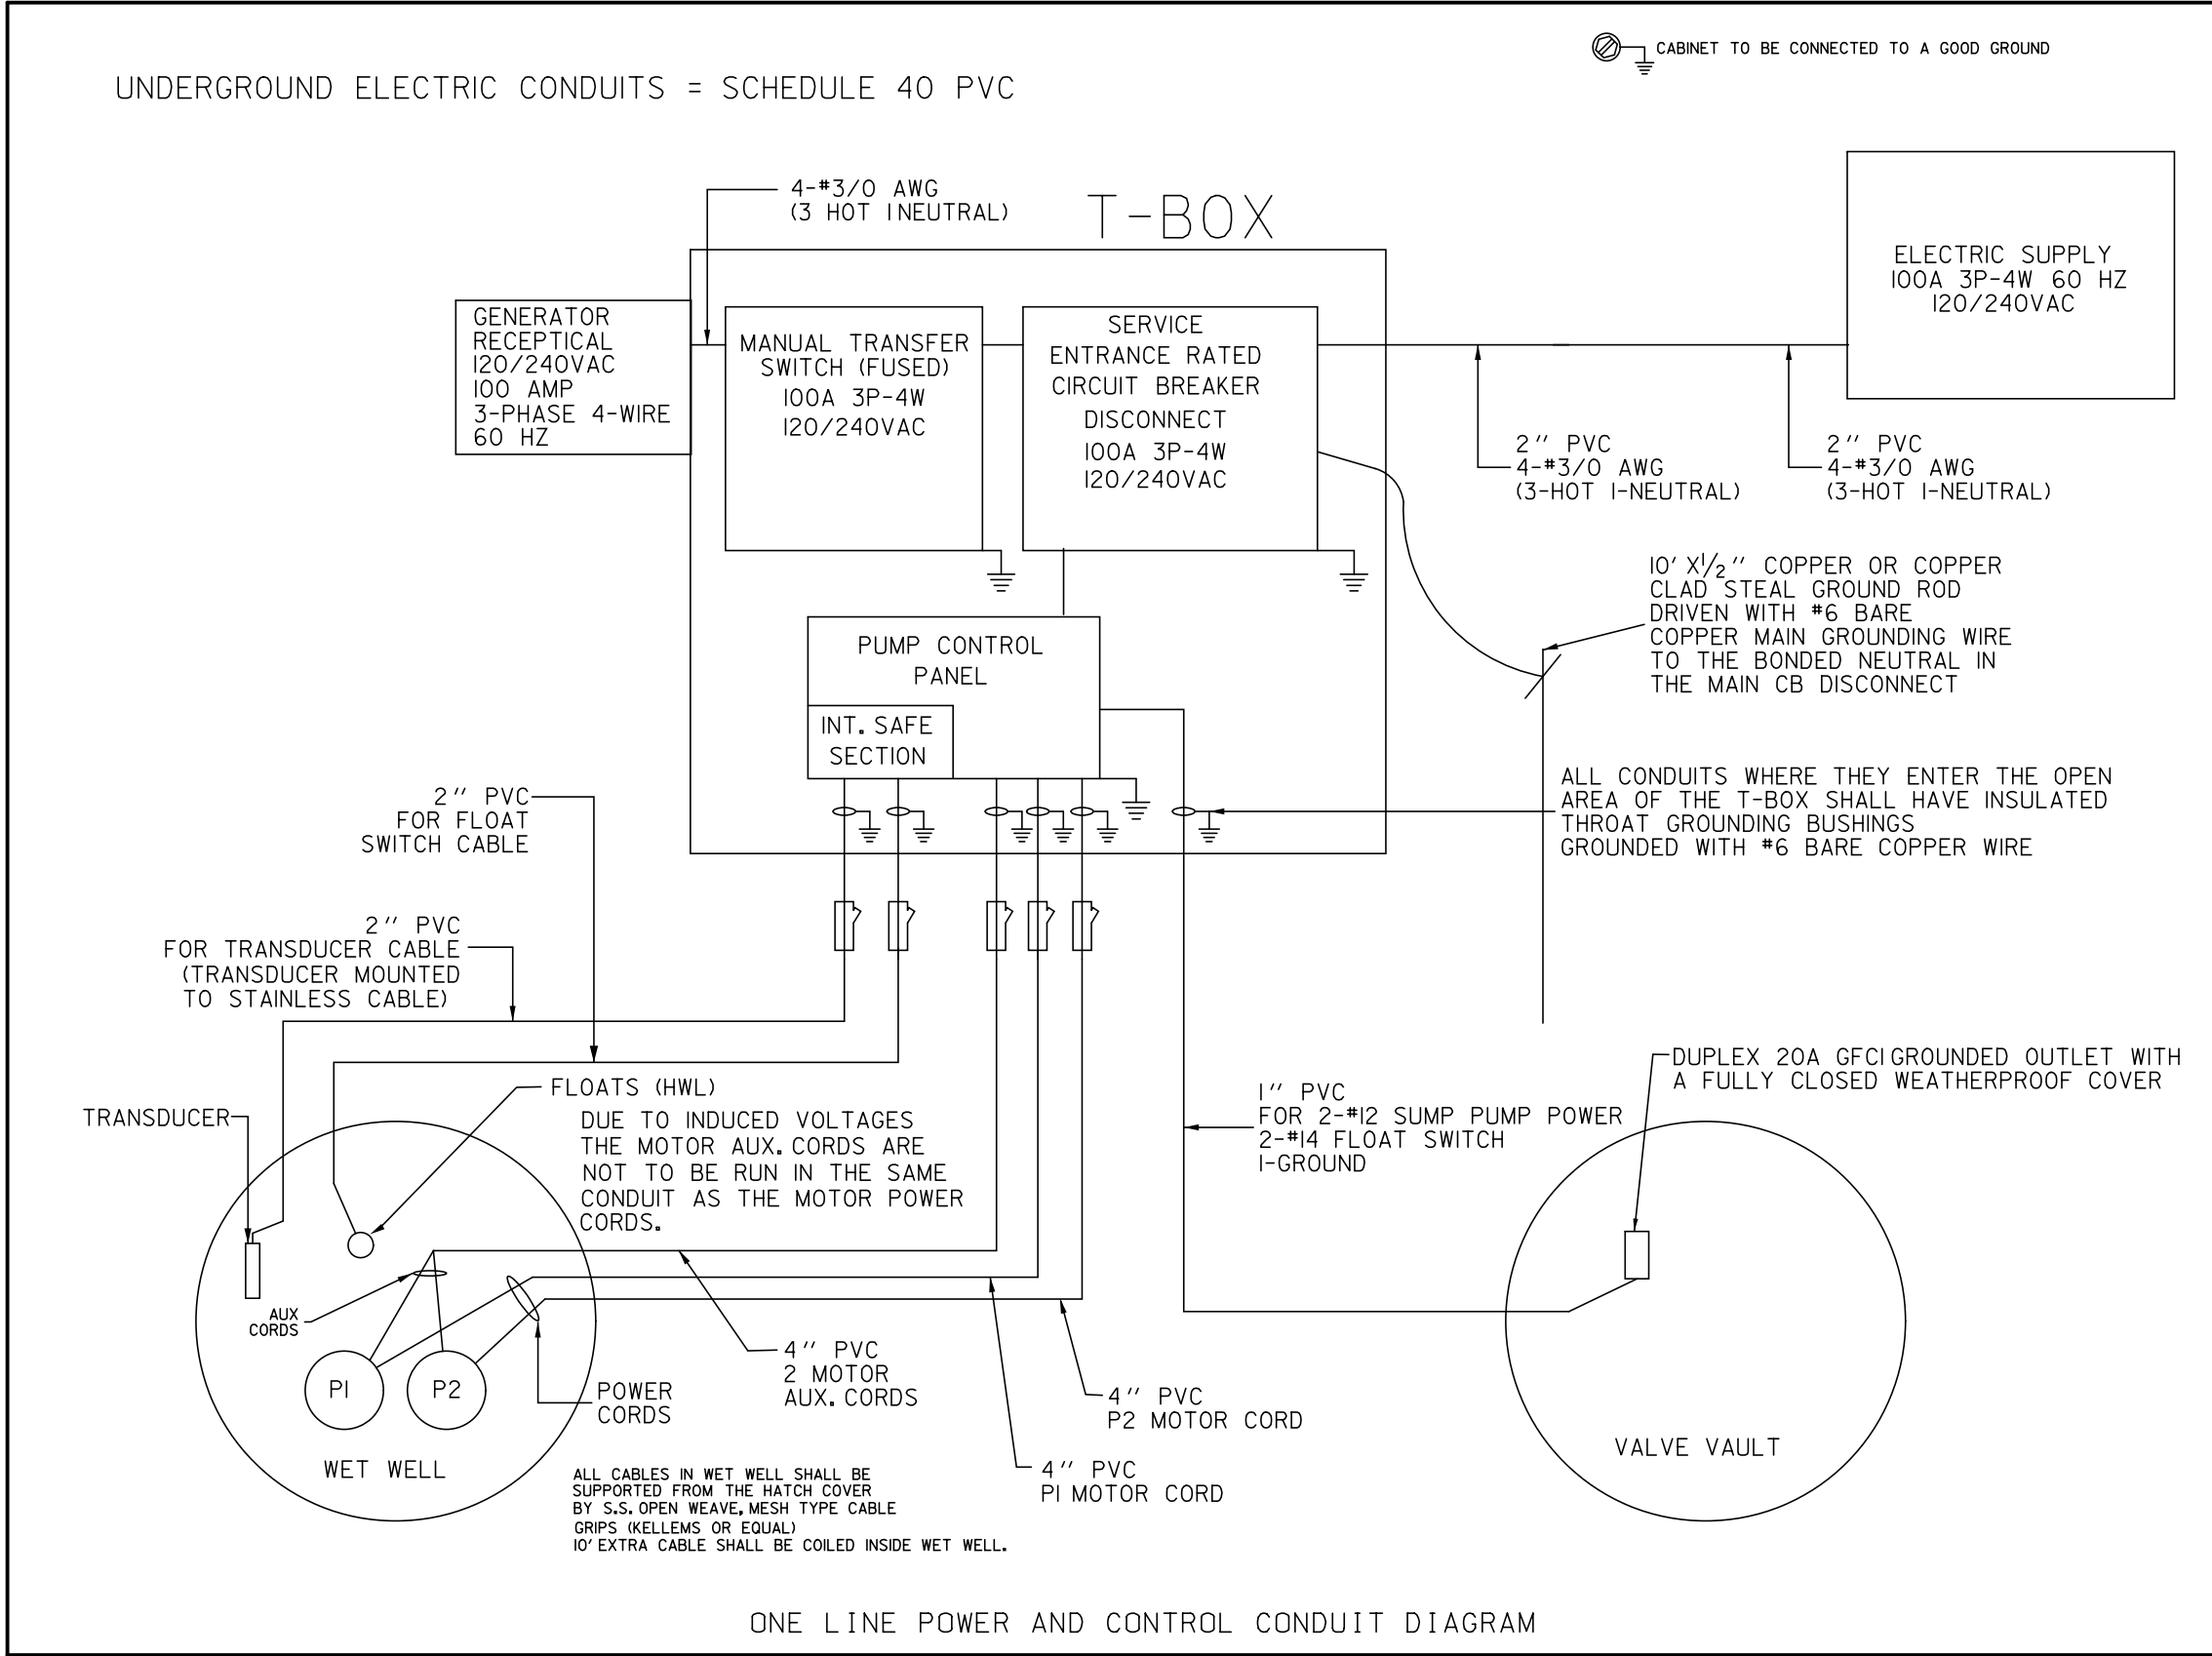 CABINET TO BE CONNECTED TO A GOOD GROUND
UNDERGROUND ELECTRIC CONDUITS = SCHEDULE 40 PVC
4-#3/0 AWG
(3 HOT 1 NEUTRAL)
T-BOX
ELECTRIC SUPPLY
100A 3P-4W 60 HZ
120/240VAC
GENERATOR
RECEPTICAL
120/240VAC
100 AMP
3-PHASE 4-WIRE
60 HZ
MANUAL TRANSFER
SWITCH (FUSED)
100A 3P-4W
120/240VAC
SERVICE
ENTRANCE RATED
CIRCUIT BREAKER
DISCONNECT
100A 3P-4W
120/240VAC
2" PVC
4-#3/0 AWG
(3-HOT 1-NEUTRAL)
2" PVC
4-#3/0 AWG
(3-HOT 1-NEUTRAL)
10' X1/2" COPPER OR COPPER
CLAD STEAL GROUND ROD
DRIVEN WITH #6 BARE
COPPER MAIN GROUNDING WIRE
TO THE BONDED NEUTRAL IN
THE MAIN CB DISCONNECT
PUMP CONTROL
PANEL
INT. SAFE
SECTION
ALL CONDUITS WHERE THEY ENTER THE OPEN
AREA OF THE T-BOX SHALL HAVE INSULATED
THROAT GROUNDING BUSHINGS
GROUNDED WITH #6 BARE COPPER WIRE
2" PVC
FOR FLOAT
SWITCH CABLE
2" PVC
FOR TRANSDUCER CABLE
(TRANSDUCER MOUNTED
TO STAINLESS CABLE)
FLOATS (HWL)
TRANSDUCER
DUE TO INDUCED VOLTAGES
THE MOTOR AUX. CORDS ARE
NOT TO BE RUN IN THE SAME
CONDUIT AS THE MOTOR POWER
CORDS.
1" PVC
FOR 2-#12 SUMP PUMP POWER
2-#14 FLOAT SWITCH
1-GROUND
DUPLEX 20A GFCI GROUNDED OUTLET WITH
A FULLY CLOSED WEATHERPROOF COVER
AUX
CORDS
P1
P2
POWER
CORDS
WET WELL
4" PVC
2 MOTOR
AUX. CORDS
4" PVC
P2 MOTOR CORD
4" PVC
P1 MOTOR CORD
VALVE VAULT
ALL CABLES IN WET WELL SHALL BE
SUPPORTED FROM THE HATCH COVER
BY S.S. OPEN WEAVE, MESH TYPE CABLE
GRIPS (KELLEMS OR EQUAL)
10' EXTRA CABLE SHALL BE COILED INSIDE WET WELL.
ONE LINE POWER AND CONTROL CONDUIT DIAGRAM